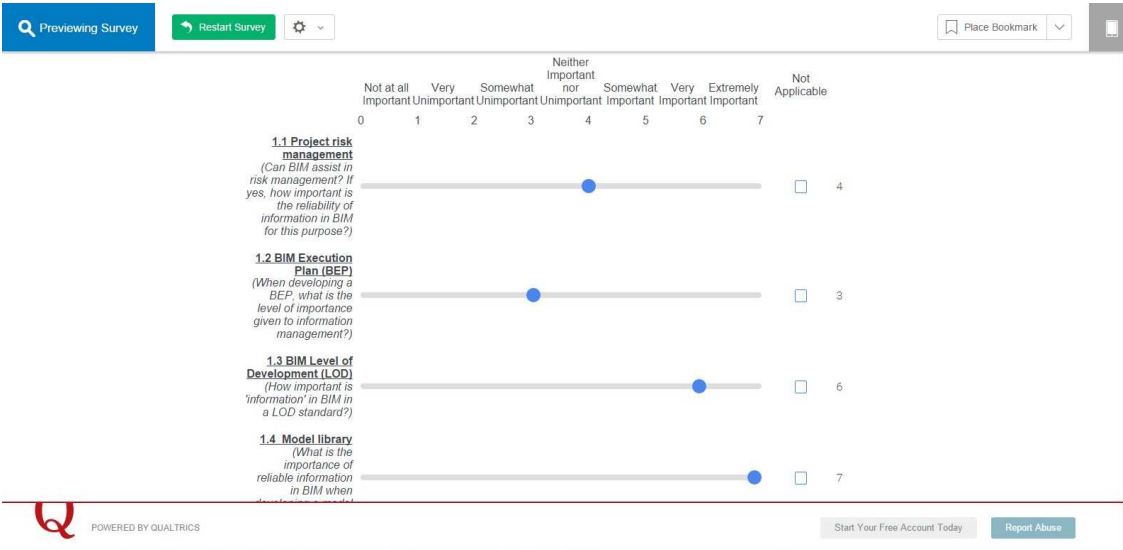 Previewing Survey
Restart Survey
Place Bookmark
Neither
Important
Not at all Very Somewhat nor Somewhat Very Extremely Not
Important Unimportant Unimportant Unimportant Important Important Important Applicable
0 1 2 3 4 5 6 7
1.1 Project risk
management
(Can BIM assist in
risk management? If
yes, how important is
the reliability of
information in BIM
for this purpose?)
4
1.2 BIM Execution
Plan (BEP)
(When developing a
BEP, what is the
level of importance
given to information
management?)
3
1.3 BIM Level of
Development (LOD)
(How important is
'information' in BIM in
a LOD standard?)
6
1.4 Model library
(What is the
importance of
reliable information
in BIM when
7
Q
POWERED BY QUALTRICS
Start Your Free Account Today
Report Abuse